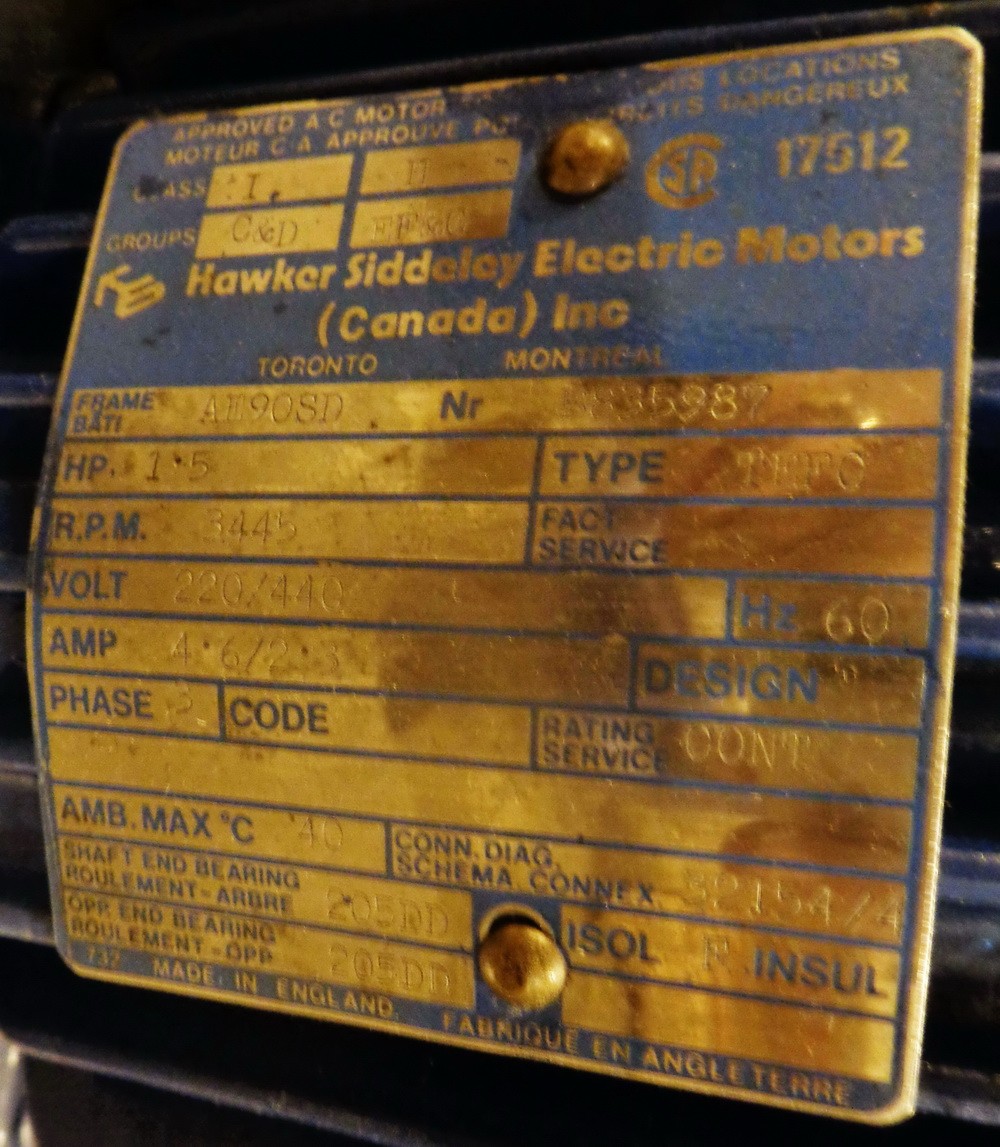 APPROVED A C MOTOR LOCATIONS
MOTEUR C A APPROUVE DANGEREUX
CLASS I, II
GROUPS C&D EF&G
17512
Hawker Siddeley Electric Motors
(Canada) Inc
TORONTO MONTREAL
FRAME BÂTI Nr
HP. 1·5 TYPE TEFC
R.P.M. 3445 FACT SERVICE
VOLT 220/440 Hz 60
AMP 4·6/2·3 DESIGN
PHASE 3 CODE RATING SERVICE CONT
AMB. MAX °C 40 CONN. DIAG.
SCHEMA CONNEX.
SHAFT END BEARING
ROULEMENT-ARBRE 205DD
OPP. END BEARING
ROULEMENT-OPP 205DD
ISOL F INSUL
737 MADE IN ENGLAND. FABRIQUE EN ANGLETERRE